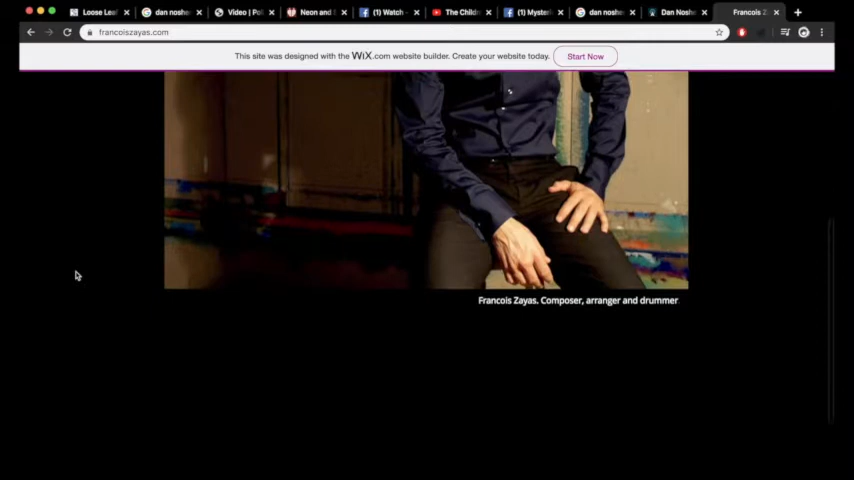 Loose Leaf
dan noshe
Video | Pol
Neon and
(1) Watch -
The Childr
(1) Mysteri
dan noshe
Dan Noshe
Francois Z
francoiszayas.com
This site was designed with the WiX.com website builder. Create your website today.
Start Now
Francois Zayas. Composer, arranger and drummer